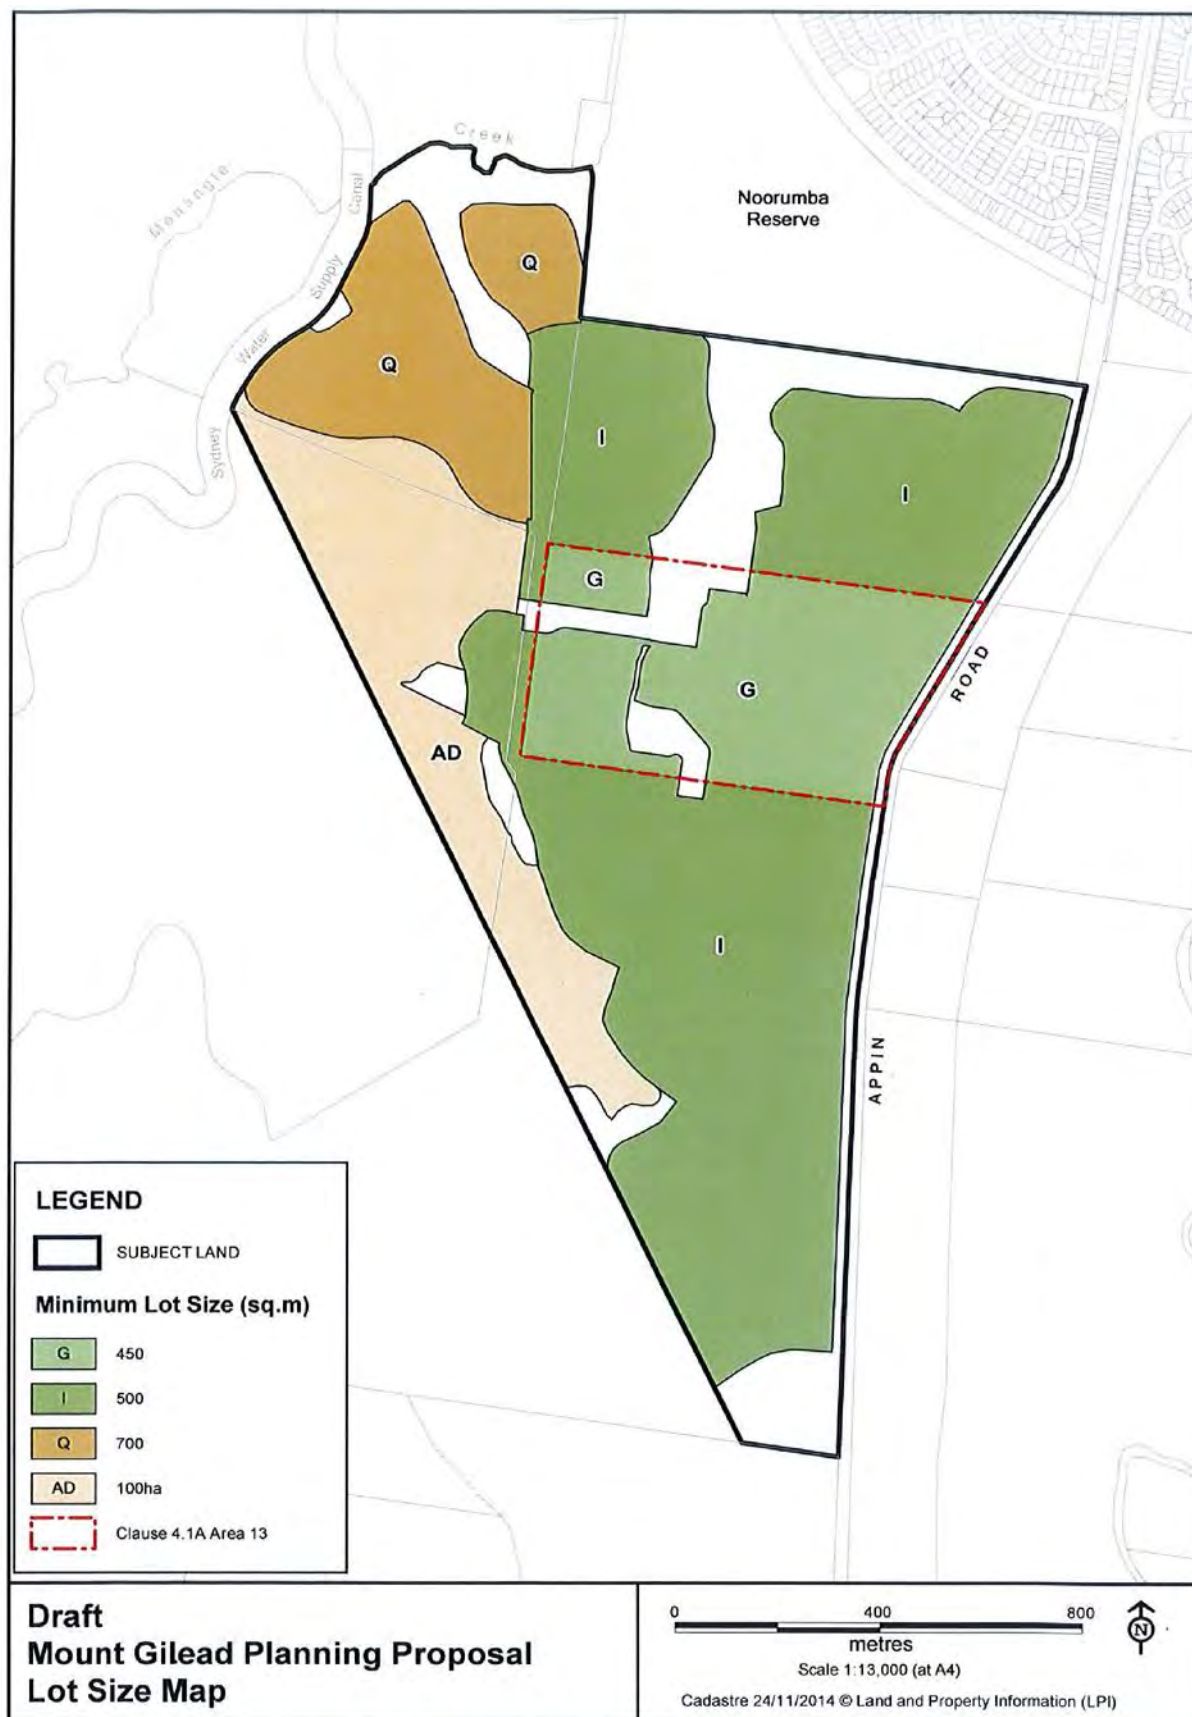 Creek
Menangle
Canal
Supply
Water
Sydney
Noorumba
Reserve
Q
Q
I
I
G
G
AD
I
ROAD
APPIN
LEGEND
SUBJECT LAND
Minimum Lot Size (sq.m)
G 450
I 500
Q 700
AD 100ha
Clause 4.1A Area 13
Draft
Mount Gilead Planning Proposal
Lot Size Map
0 400 800
metres
Scale 1:13,000 (at A4)
N
Cadastre 24/11/2014 © Land and Property Information (LPI)